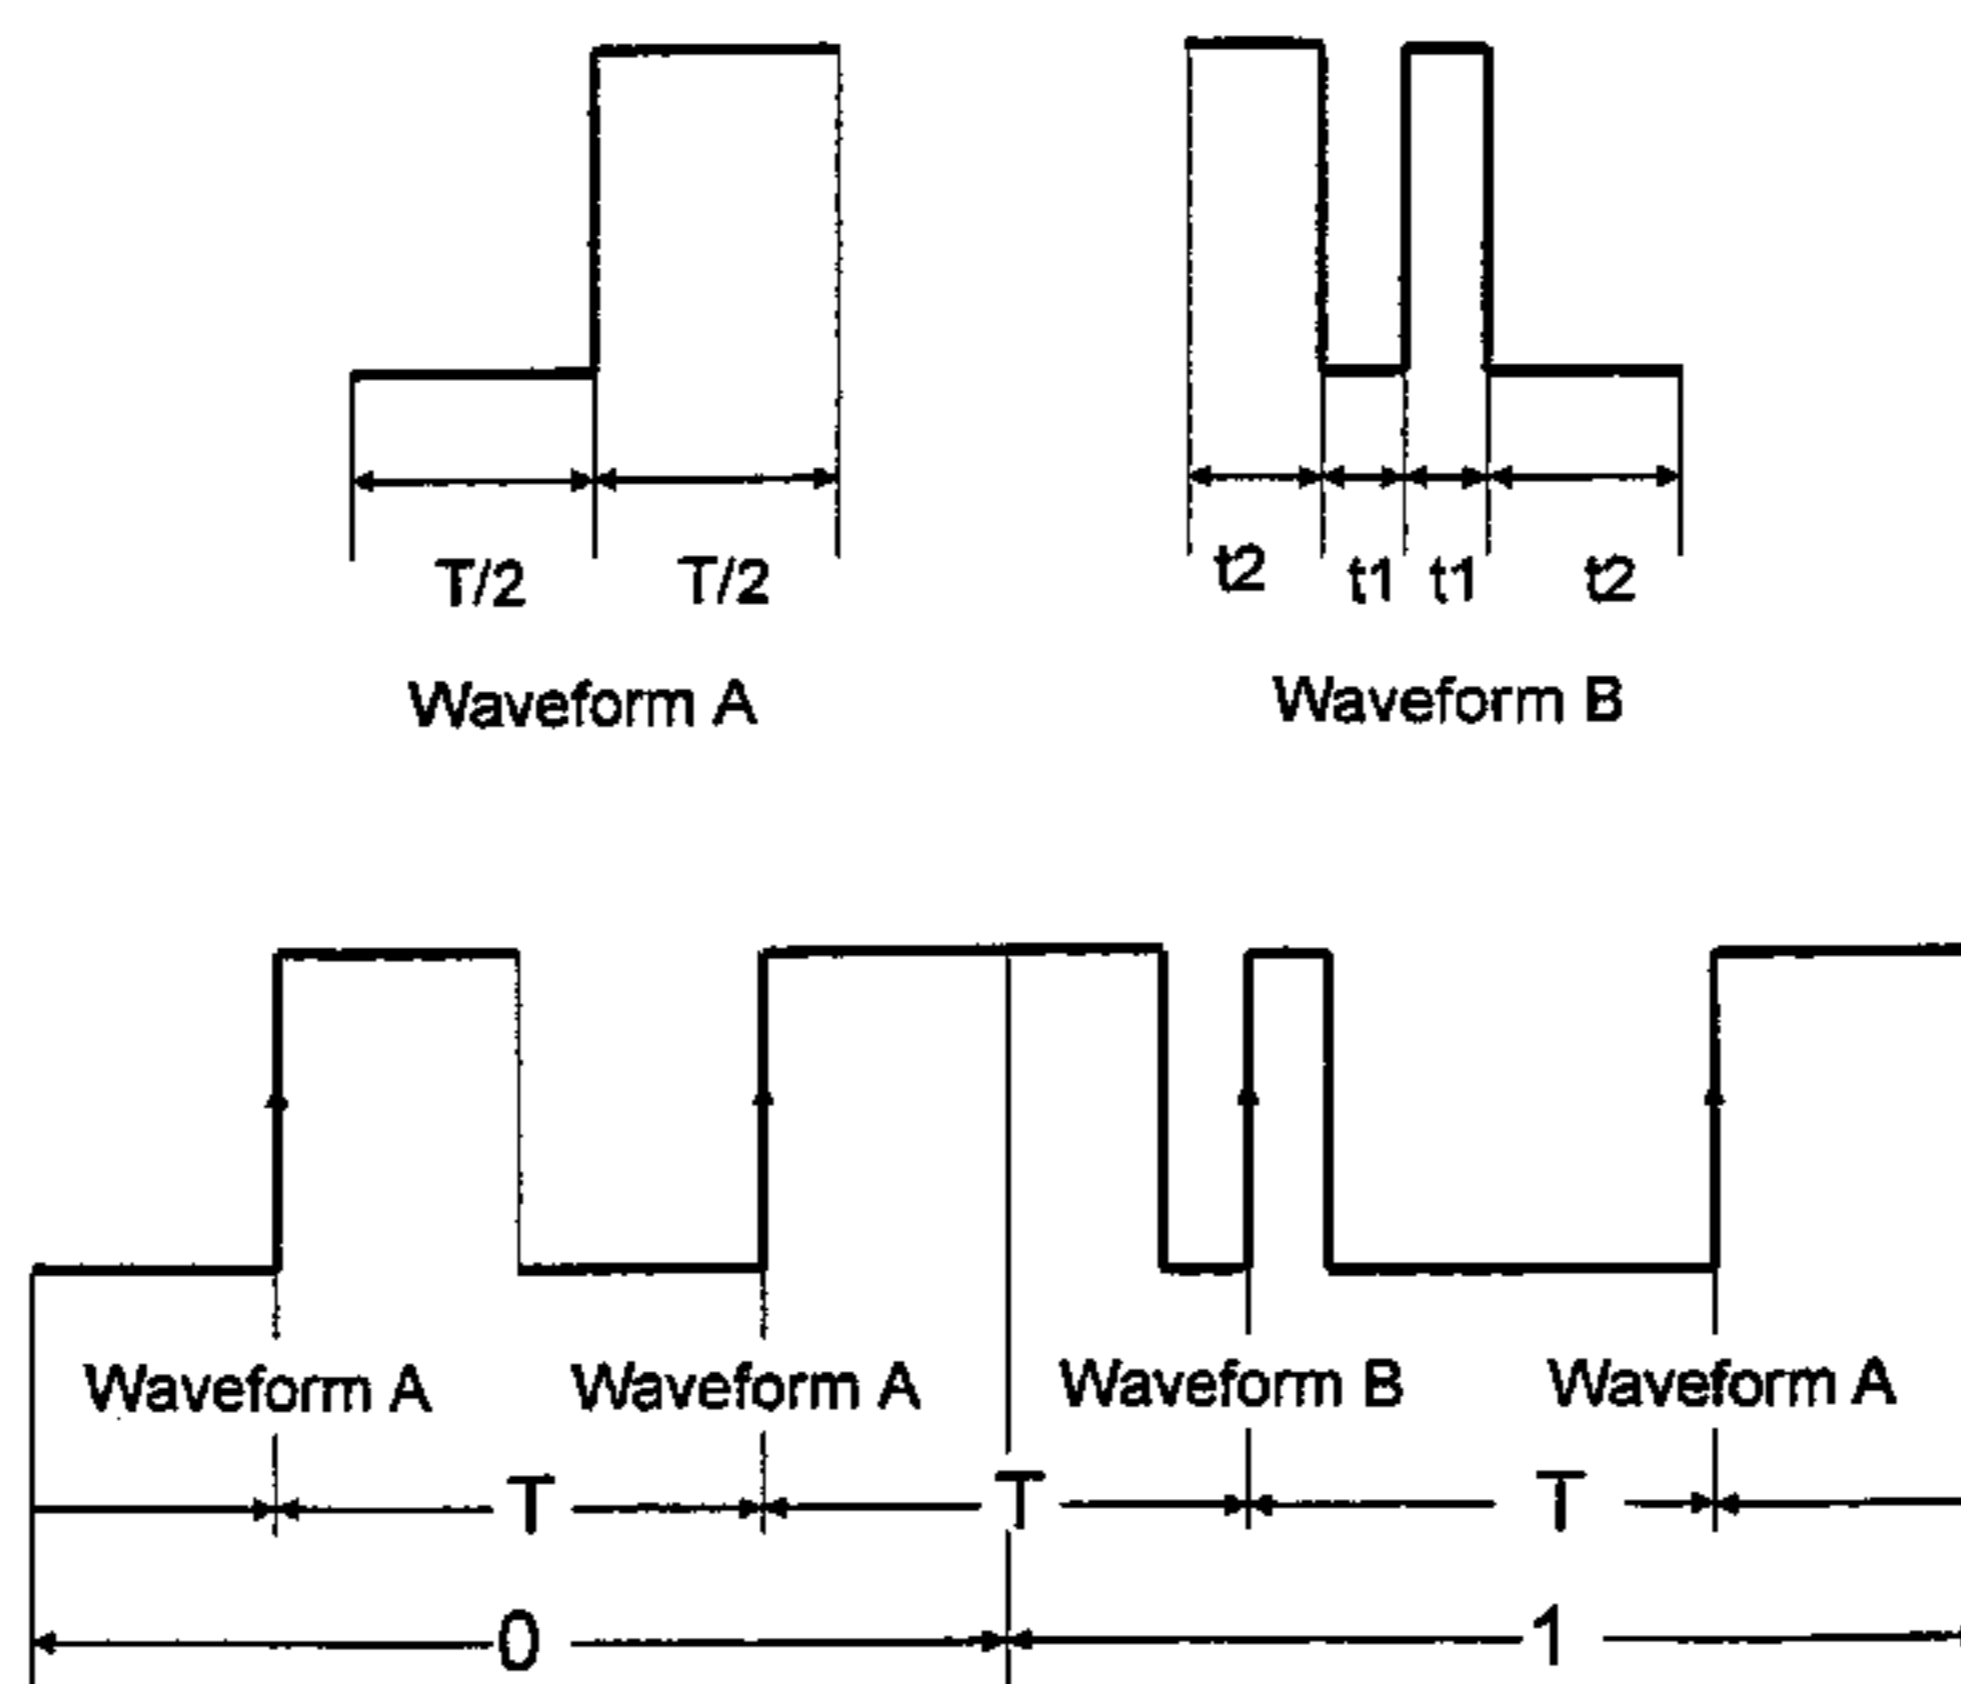 T/2 T/2 t2 t1 t1 t2
Waveform A Waveform B
Waveform A Waveform A Waveform B Waveform A
T T T
0 1